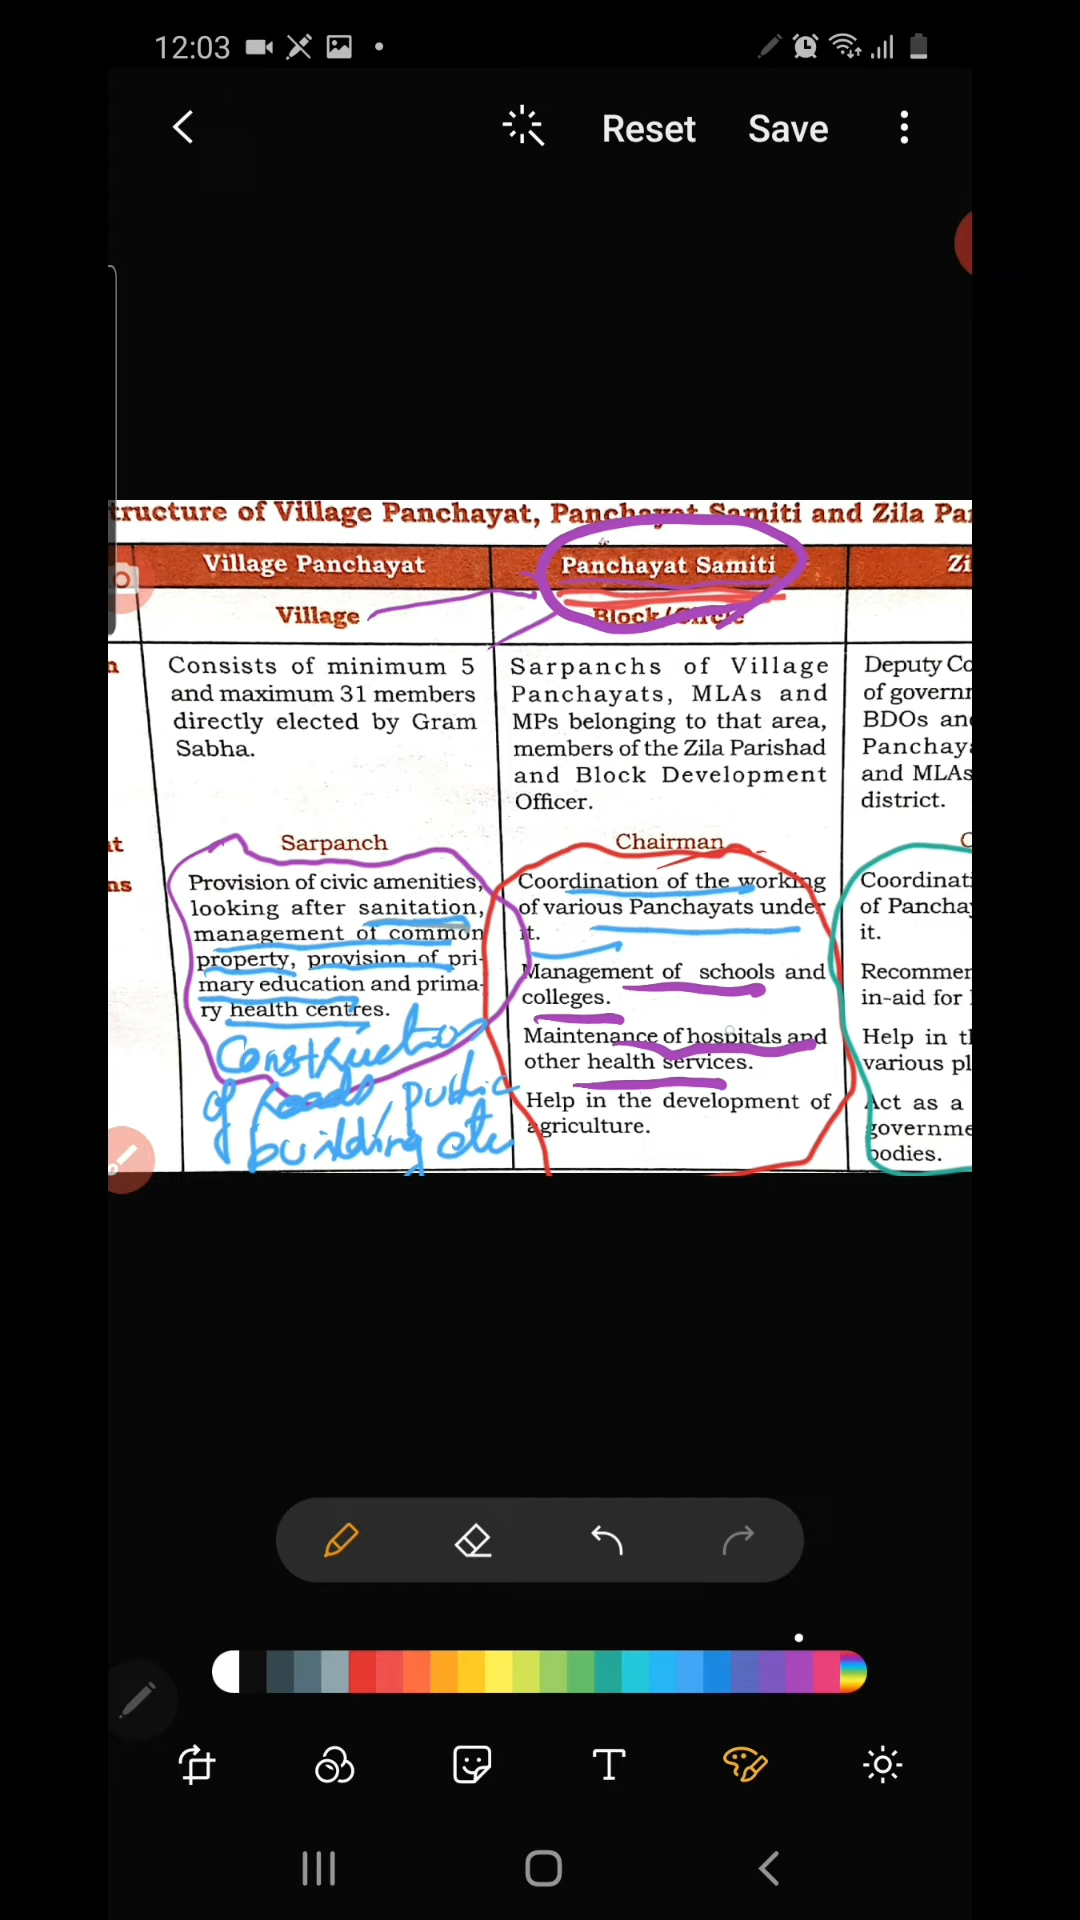 12:03
Reset Save
tructure of Village Panchayat, Panchayat Samiti and Zila Pa
Village Panchayat
Village
Consists of minimum 5
and maximum 31 members
directly elected by Gram
Sabha.
Sarpanch
Provision of civic amenities,
looking after sanitation,
management of common
property, provision of pri-
mary education and prima-
ry health centres.
Construction
of Roads, public
building etc
Panchayat Samiti
Block/Circle
Sarpanchs of Village
Panchayats, MLAs and
MPs belonging to that area,
members of the Zila Parishad
and Block Development
Officer.
Chairman
Coordination of the working
of various Panchayats under
it.
Management of schools and
colleges.
Maintenance of hospitals and
other health services.
Help in the development of
agriculture.
Zi
Deputy Co
of governm
BDOs and
Panchaya
and MLAs
district.
C
Coordinati
of Pancha
it.
Recommen
in-aid for
Help in t
various pl
Act as a
governme
bodies.
T